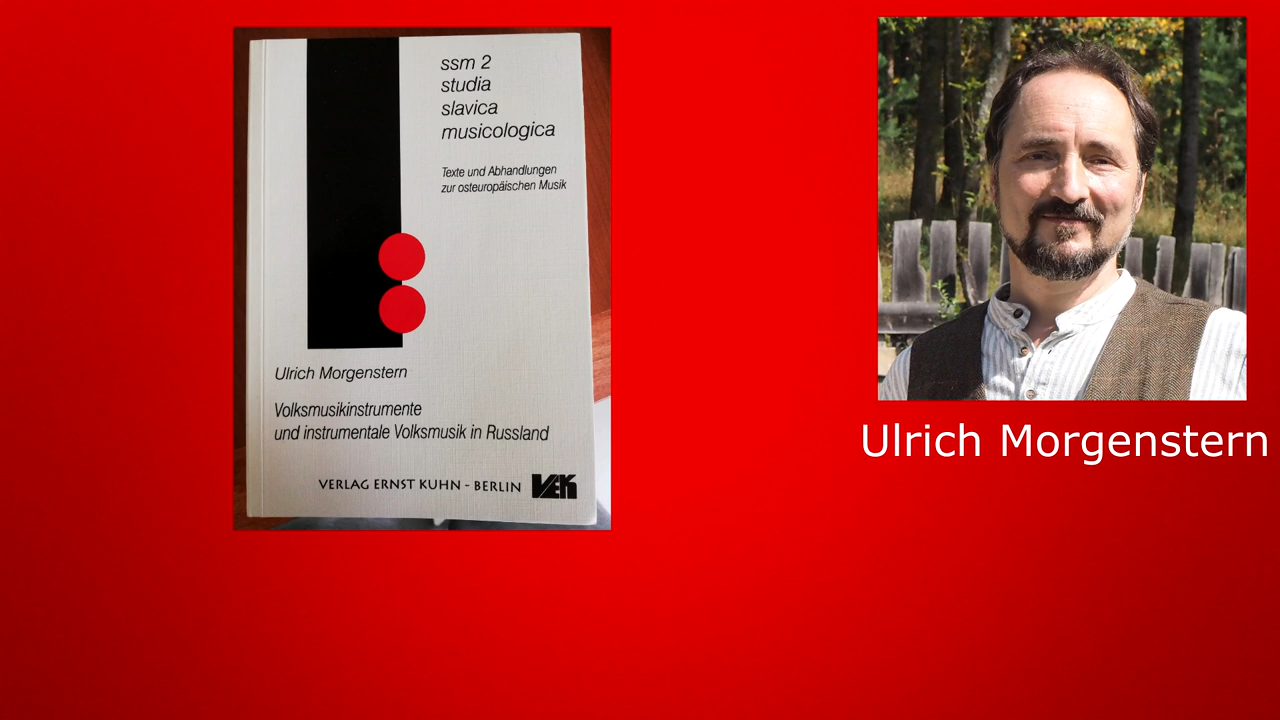 ssm 2
studia
slavica
musicologica
Texte und Abhandlungen
zur osteuropäischen Musik
Ulrich Morgenstern
Volksmusikinstrumente
und instrumentale Volksmusik in Russland
VERLAG ERNST KUHN - BERLIN
VEK
Ulrich Morgenstern